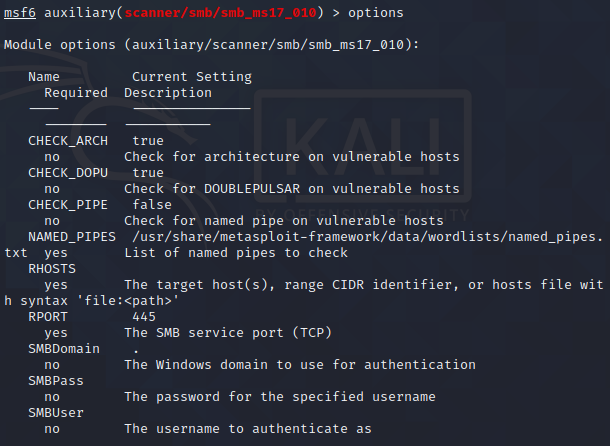 msf6 auxiliary(scanner/smb/smb_ms17_010) > options
Module options (auxiliary/scanner/smb/smb_ms17_010):
Name Current Setting
Required Description
---- ---------------
-------- -----------
CHECK_ARCH true
no Check for architecture on vulnerable hosts
CHECK_DOPU true
no Check for DOUBLEPULSAR on vulnerable hosts
CHECK_PIPE false
no Check for named pipe on vulnerable hosts
NAMED_PIPES /usr/share/metasploit-framework/data/wordlists/named_pipes.
txt yes List of named pipes to check
RHOSTS
yes The target host(s), range CIDR identifier, or hosts file wit
h syntax 'file:<path>'
RPORT 445
yes The SMB service port (TCP)
SMBDomain .
no The Windows domain to use for authentication
SMBPass
no The password for the specified username
SMBUser
no The username to authenticate as
KALI
OFFENSIVE SECURITY